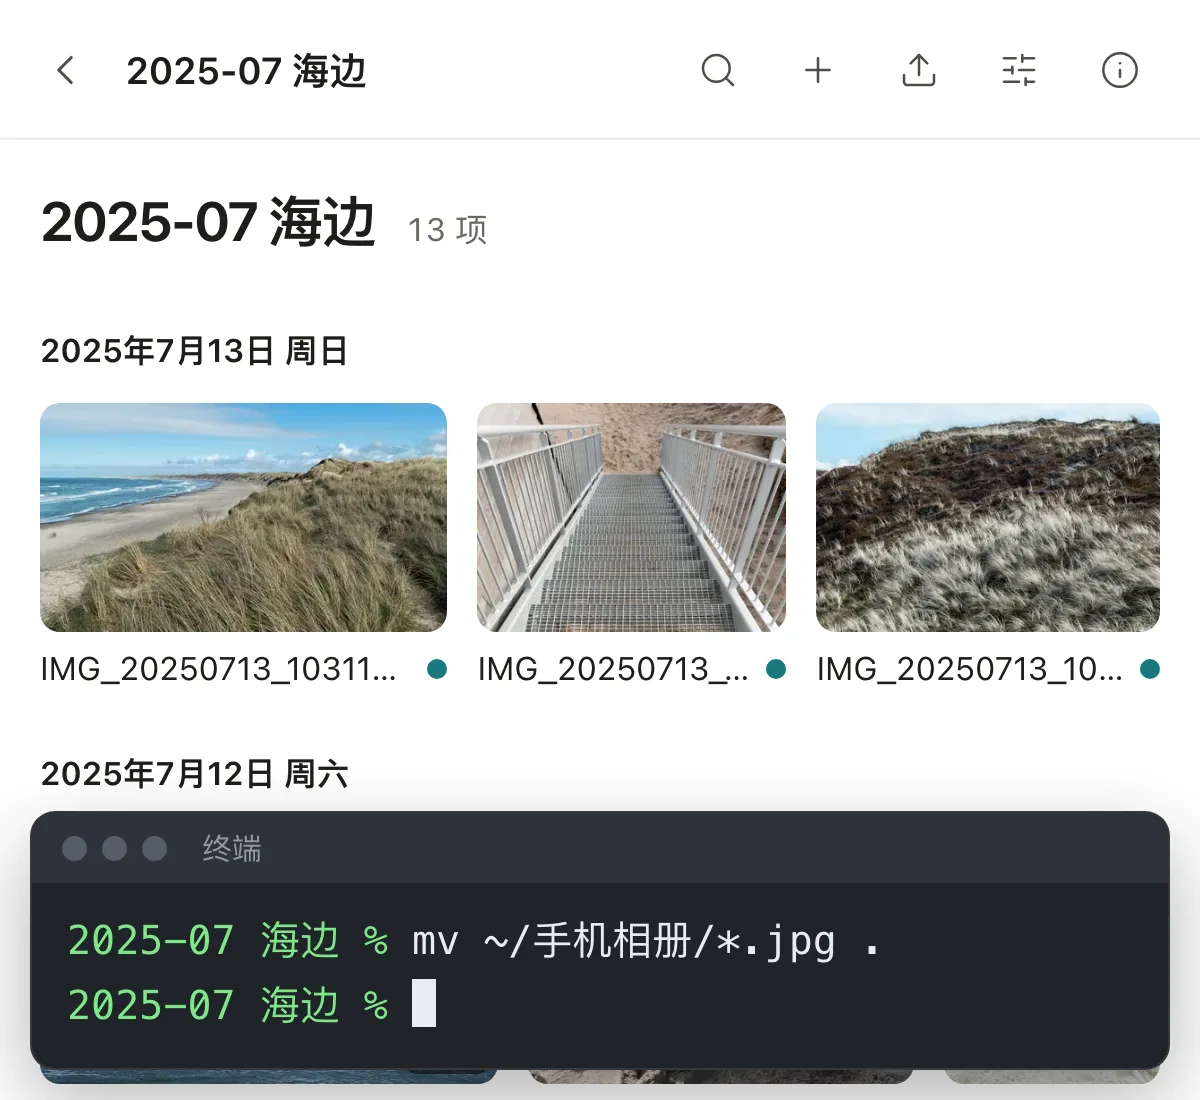 2025-07 海边
2025-07 海边 13 项
2025年7月13日 周日
IMG_20250713_10311...
IMG_20250713_...
IMG_20250713_10...
2025年7月12日 周六
终端
2025-07 海边 % mv ~/手机相册/*.jpg .
2025-07 海边 %